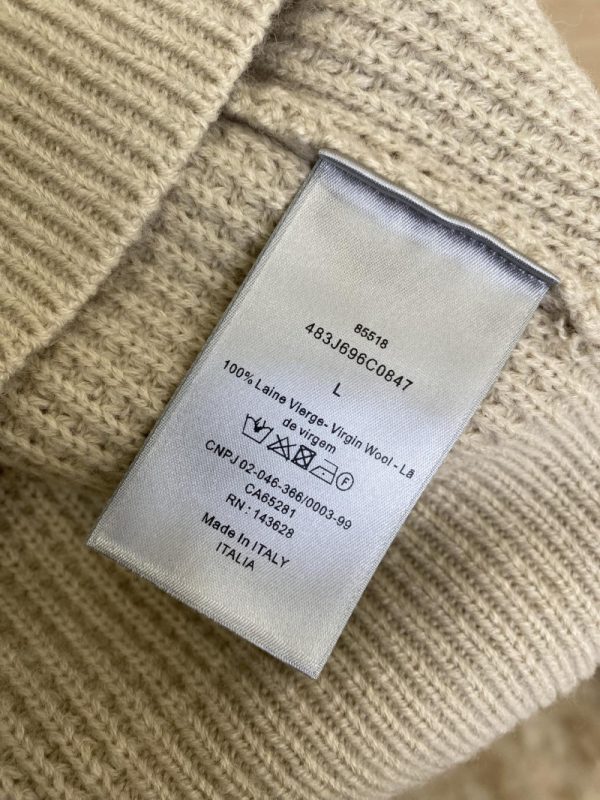 85518
483J696C0847
L
100% Laine Vierge- Virgin Wool - Lã
de virgem
CNPJ 02-046-366/0003-99
CA65281
RN : 143628
Made In ITALY
ITALIA